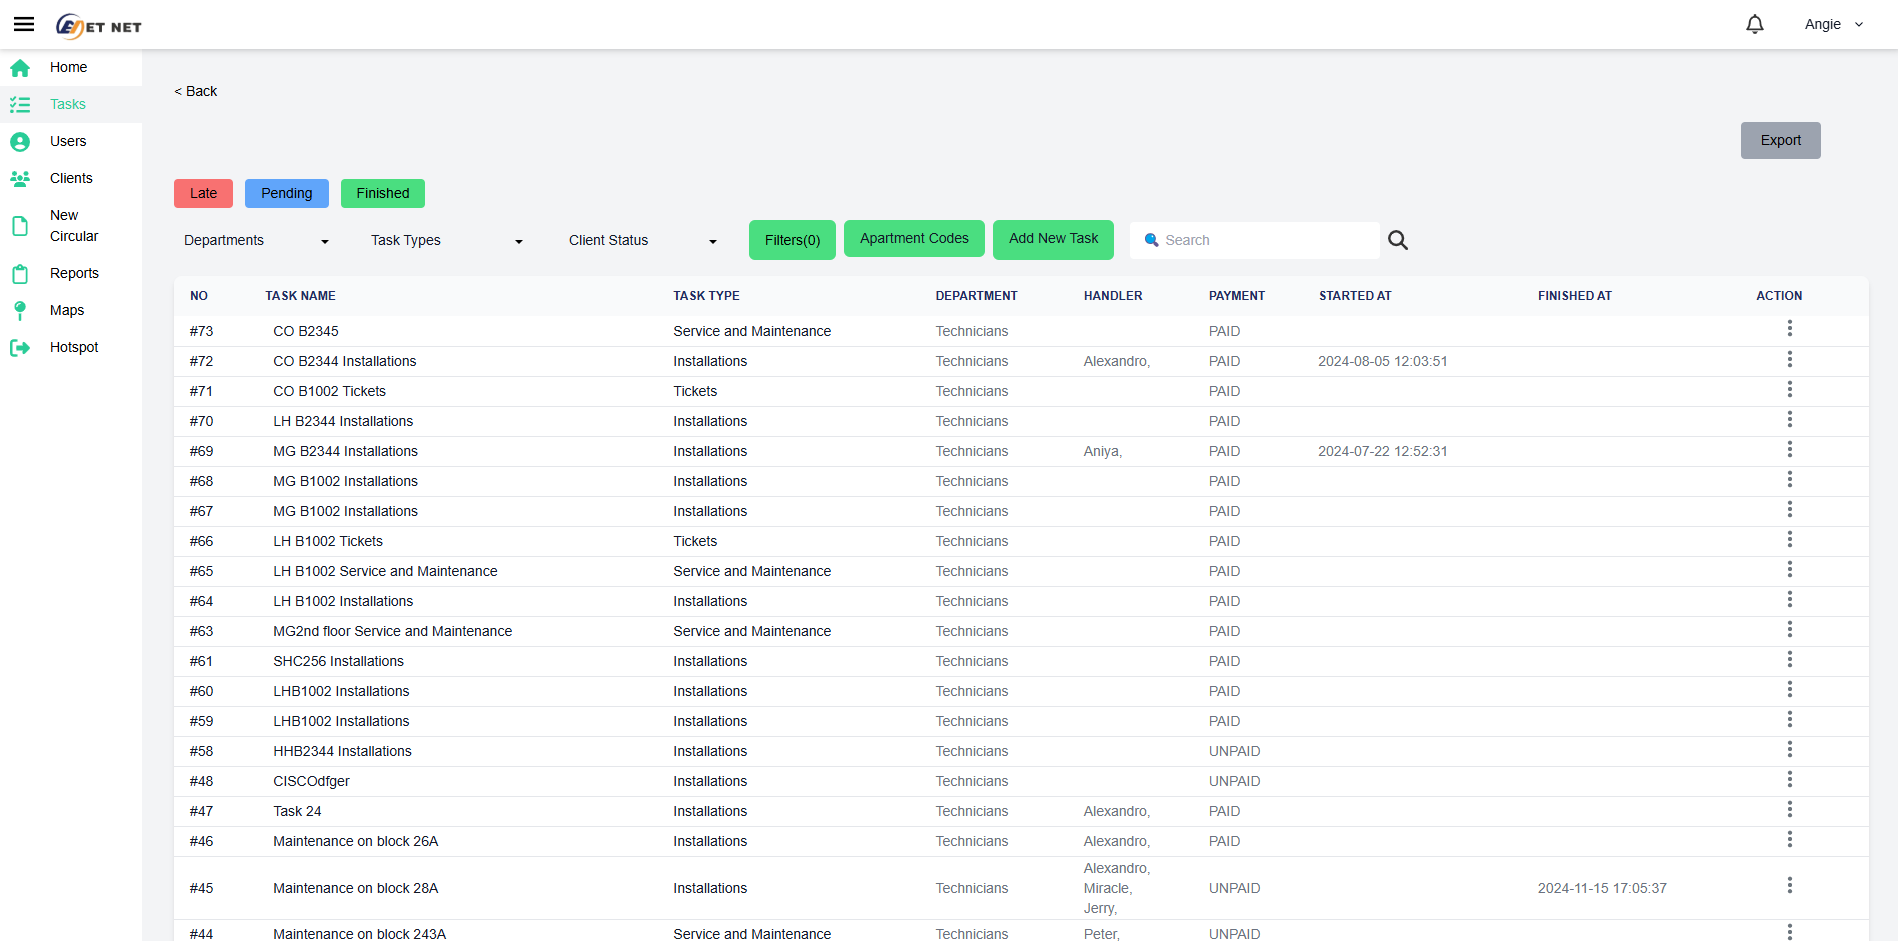 ET NET
Angie
Home
Tasks
Users
Clients
New
Circular
Reports
Maps
Hotspot
< Back
Export
Late Pending Finished
Departments Task Types Client Status Filters(0) Apartment Codes Add New Task Search
NO TASK NAME TASK TYPE DEPARTMENT HANDLER PAYMENT STARTED AT FINISHED AT ACTION
#73 CO B2345 Service and Maintenance Technicians PAID
#72 CO B2344 Installations Installations Technicians Alexandro, PAID 2024-08-05 12:03:51
#71 CO B1002 Tickets Tickets Technicians PAID
#70 LH B2344 Installations Installations Technicians PAID
#69 MG B2344 Installations Installations Technicians Aniya, PAID 2024-07-22 12:52:31
#68 MG B1002 Installations Installations Technicians PAID
#67 MG B1002 Installations Installations Technicians PAID
#66 LH B1002 Tickets Tickets Technicians PAID
#65 LH B1002 Service and Maintenance Service and Maintenance Technicians PAID
#64 LH B1002 Installations Installations Technicians PAID
#63 MG2nd floor Service and Maintenance Service and Maintenance Technicians PAID
#61 SHC256 Installations Installations Technicians PAID
#60 LHB1002 Installations Installations Technicians PAID
#59 LHB1002 Installations Installations Technicians PAID
#58 HHB2344 Installations Installations Technicians UNPAID
#48 CISCOdfger Installations Technicians UNPAID
#47 Task 24 Installations Technicians Alexandro, PAID
#46 Maintenance on block 26A Installations Technicians Alexandro, PAID
#45 Maintenance on block 28A Installations Technicians Alexandro, Miracle, Jerry, UNPAID 2024-11-15 17:05:37
#44 Maintenance on block 243A Service and Maintenance Technicians Peter, UNPAID